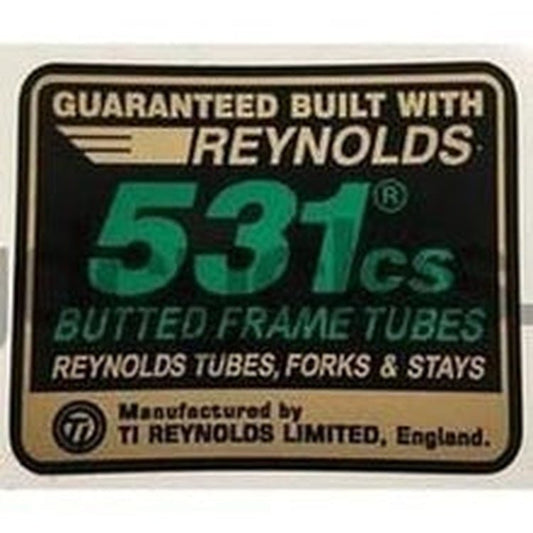 GUARANTEED BUILT WITH
REYNOLDS
531® cs
BUTTED FRAME TUBES
REYNOLDS TUBES, FORKS & STAYS
TI
Manufactured by
TI REYNOLDS LIMITED, England.